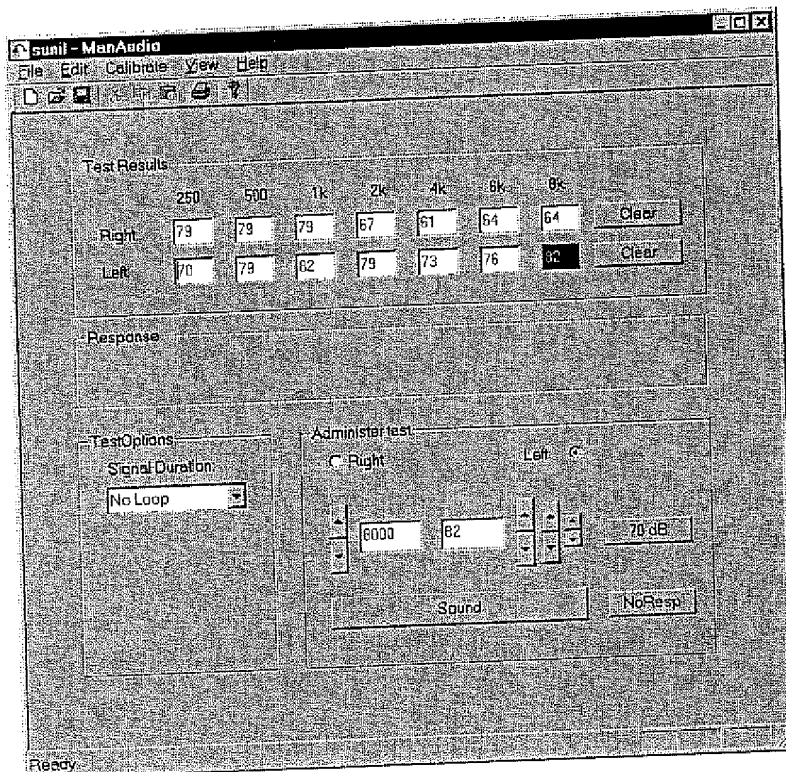 sunil - ManAudio
File Edit Calibrate View Help
Test Results
250 500 1k 2k 4k 6k 8k
Right 79 79 79 67 61 64 64 Clear
Left 70 79 82 79 73 76 82 Clear
Response
TestOptions
Signal Duration:
No Loop
Administer test:
Right Left
8000 82 70 dB
Sound NoResp
Ready